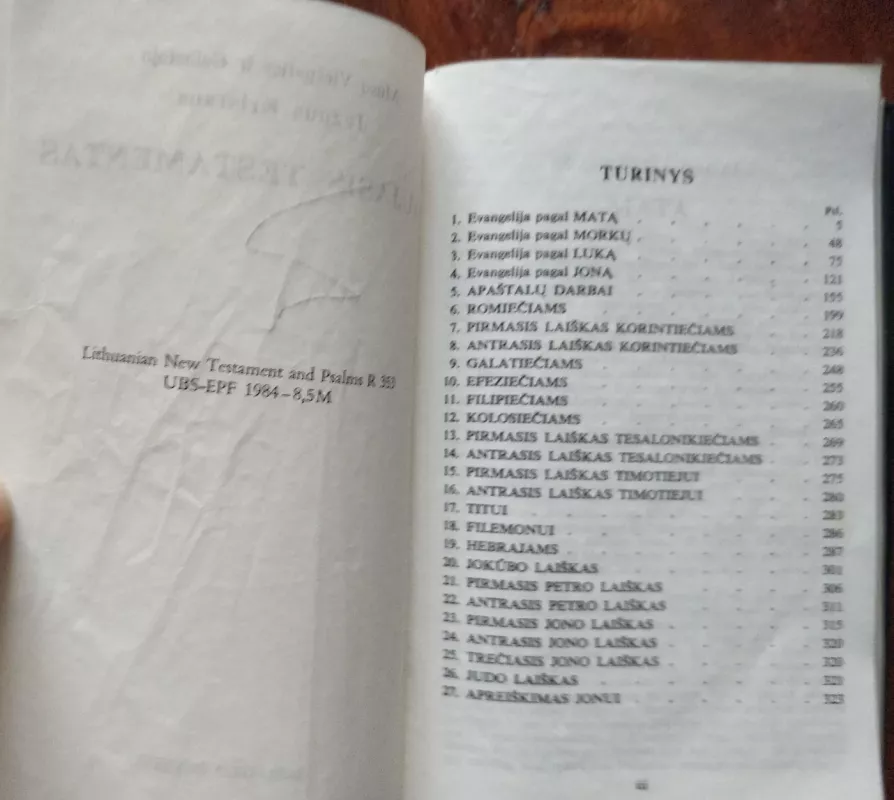 Lithuanian New Testament and Psalms R 353
UBS-EPF 1984-8,5M
TURINYS
Psl.
1. Evangelija pagal MATĄ . . . . . . 5
2. Evangelija pagal MORKŲ . . . . . . 48
3. Evangelija pagal LUKĄ . . . . . . 75
4. Evangelija pagal JONĄ . . . . . . 121
5. APAŠTALŲ DARBAI . . . . . . 155
6. ROMIEČIAMS . . . . . . 199
7. PIRMASIS LAIŠKAS KORINTIEČIAMS . . . 218
8. ANTRASIS LAIŠKAS KORINTIEČIAMS . . . 236
9. GALATIEČIAMS . . . . . . 248
10. EFEZIEČIAMS . . . . . . 255
11. FILIPIEČIAMS . . . . . . 260
12. KOLOSIEČIAMS . . . . . . 265
13. PIRMASIS LAIŠKAS TESALONIKIEČIAMS . . 269
14. ANTRASIS LAIŠKAS TESALONIKIEČIAMS . . 273
15. PIRMASIS LAIŠKAS TIMOTIEJUI . . . . 275
16. ANTRASIS LAIŠKAS TIMOTIEJUI . . . . 280
17. TITUI . . . . . . 283
18. FILEMONUI . . . . . . 286
19. HEBRAJAMS . . . . . . 287
20. JOKŪBO LAIŠKAS . . . . . 301
21. PIRMASIS PETRO LAIŠKAS . . . . . 306
22. ANTRASIS PETRO LAIŠKAS . . . . . 311
23. PIRMASIS JONO LAIŠKAS . . . . . 315
24. ANTRASIS JONO LAIŠKAS . . . . . 320
25. TREČIASIS JONO LAIŠKAS . . . . . 320
26. JUDO LAIŠKAS . . . . . 321
27. APREIŠKIMAS JONUI . . . . . 323
iii